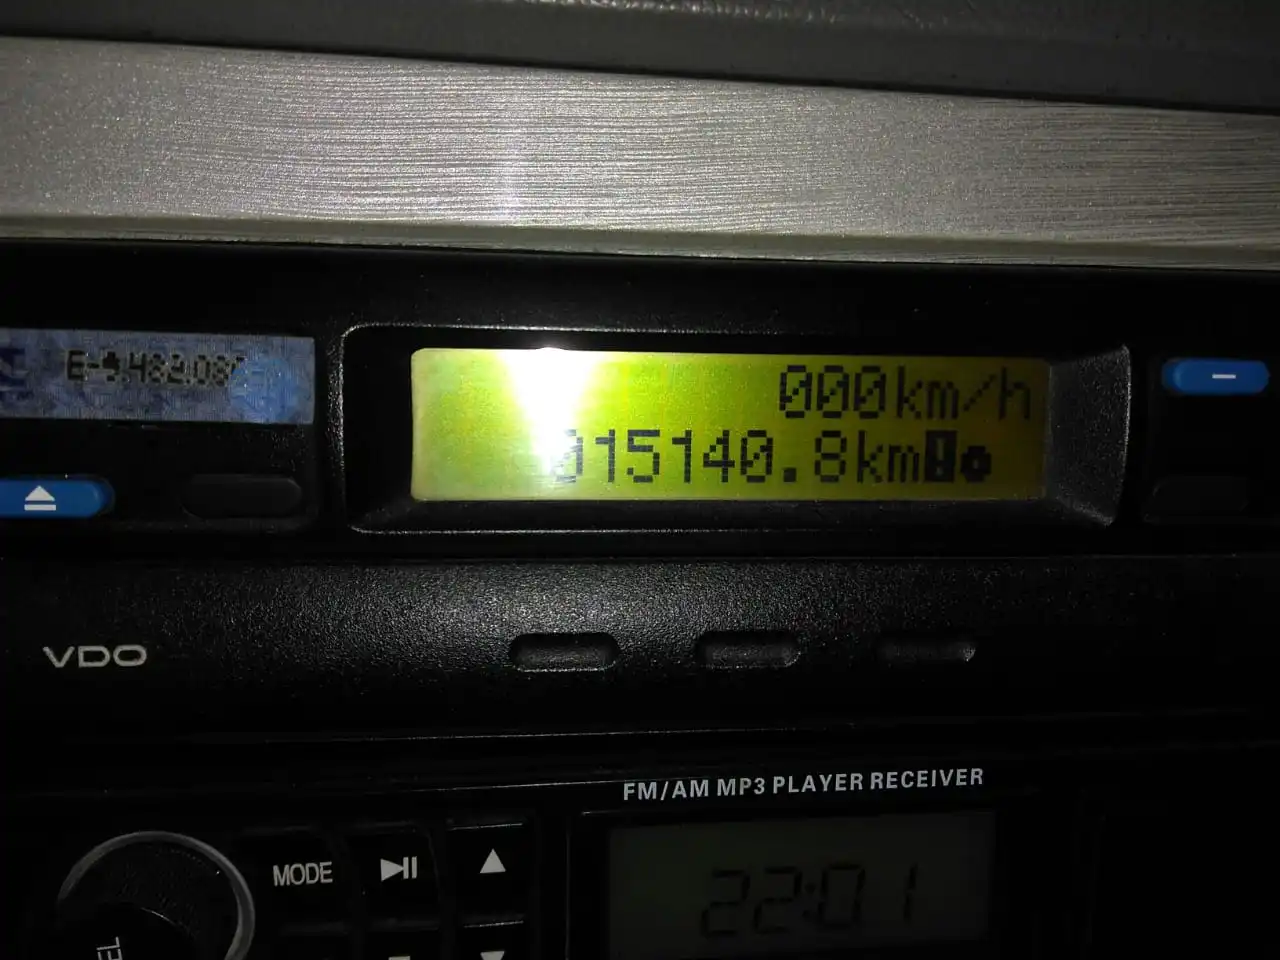 000km/h
015140.8km
VDO
FM/AM MP3 PLAYER RECEIVER
MODE
22:01